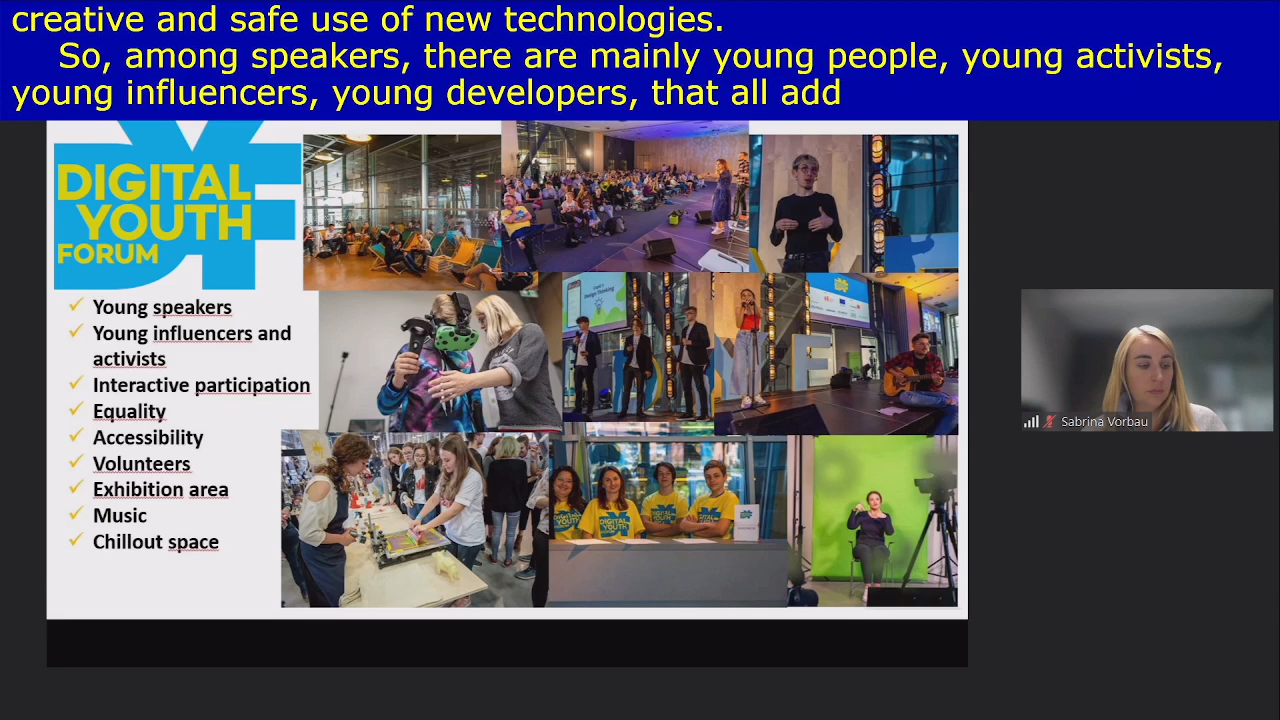 creative and safe use of new technologies.
So, among speakers, there are mainly young people, young activists,
young influencers, young developers, that all add
DIGITAL
YOUTH
FORUM
Young speakers
Young influencers and
activists
Interactive participation
Equality
Accessibility
Volunteers
Exhibition area
Music
Chillout space
Design Thinking
DIGITAL
YOUTH
Sabrina Vorbau